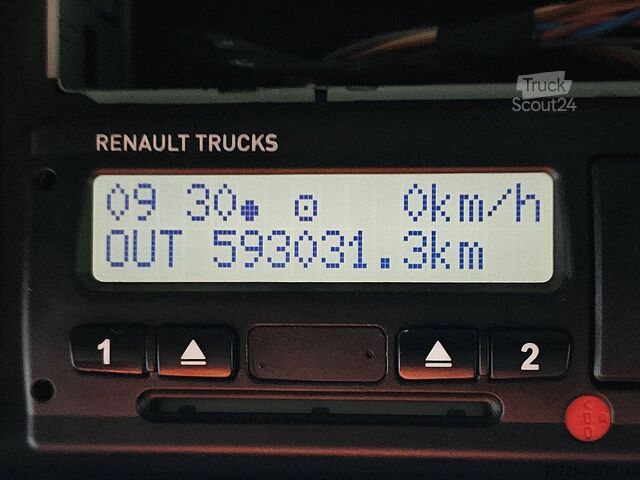 Truck
Scout24
RENAULT TRUCKS
09 30 0km/h
OUT 593031.3km
1 2